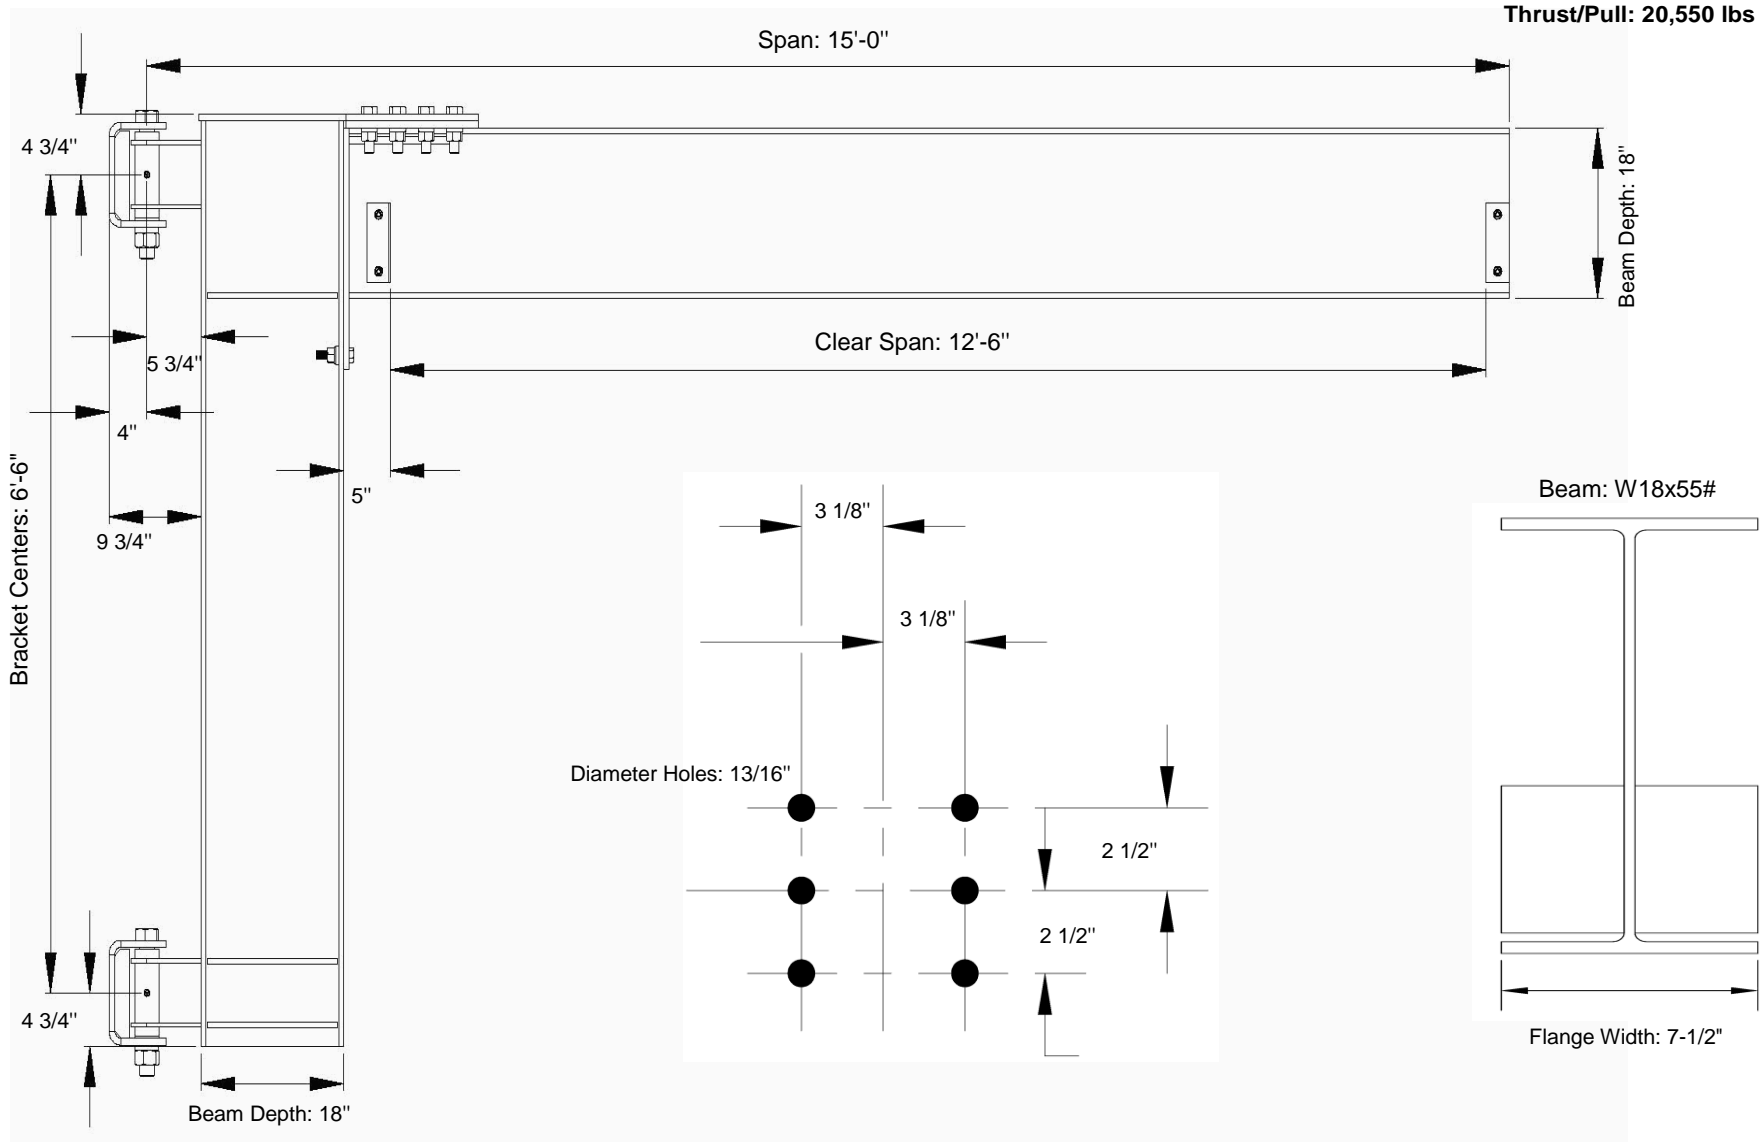 Thrust/Pull: 20,550 lbs
Span: 15'-0"
4 3/4"
Beam Depth: 18"
5 3/4"
Clear Span: 12'-6"
4"
Bracket Centers: 6'-6"
5"
9 3/4"
3 1/8"
3 1/8"
Beam: W18x55#
Diameter Holes: 13/16"
2 1/2"
2 1/2"
4 3/4"
Flange Width: 7-1/2"
Beam Depth: 18"